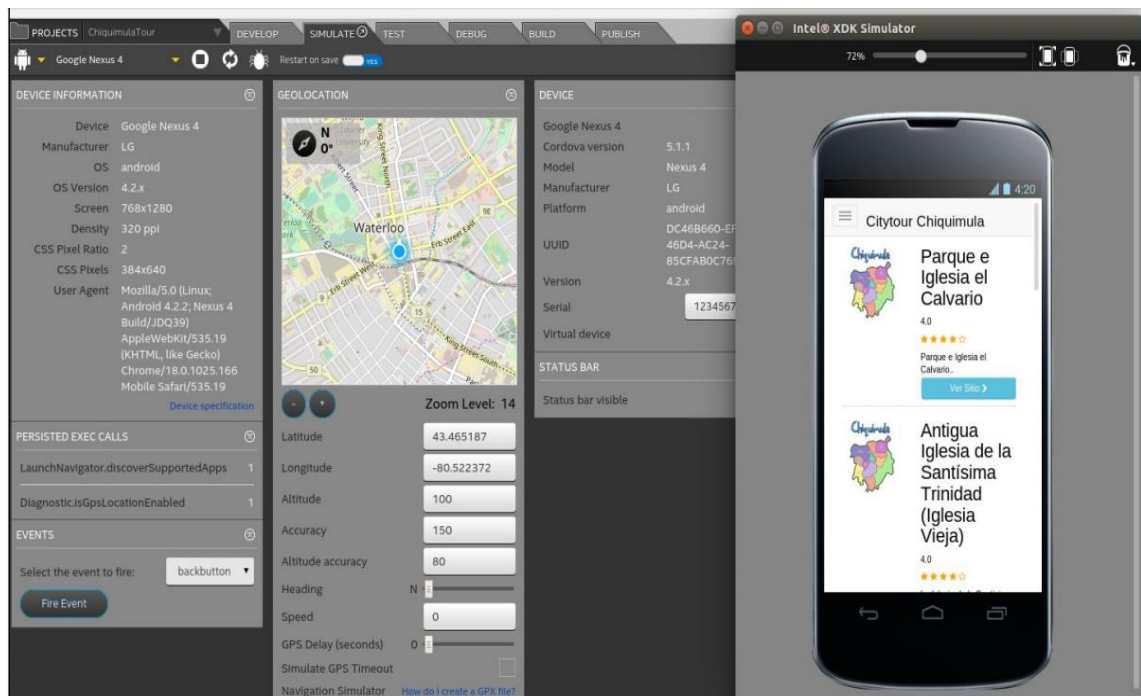 PROJECTS ChiquimulaTour
DEVELOP
SIMULATE
TEST
DEBUG
BUILD
PUBLISH
Google Nexus 4
Restart on save YES
DEVICE INFORMATION
Device Google Nexus 4
Manufacturer LG
OS android
OS Version 4.2.x
Screen 768x1280
Density 320 ppi
CSS Pixel Ratio 2
CSS Pixels 384x640
User Agent Mozilla/5.0 (Linux;
Android 4.2.2; Nexus 4
Build/JDQ39)
AppleWebKit/535.19
(KHTML, like Gecko)
Chrome/18.0.1025.166
Mobile Safari/535.19
Device specification
PERSISTED EXEC CALLS
LaunchNavigator.discoverSupportedApps 1
Diagnostic.isGpsLocationEnabled 1
EVENTS
Select the event to fire: backbutton
Fire Event
GEOLOCATION
N
0°
King Street North
Waterloo
Erb Street East
Erb Street West
King Street South
9E
9
15
50
- +
Zoom Level: 14
Latitude 43.465187
Longitude -80.522372
Altitude 100
Accuracy 150
Altitude accuracy 80
Heading N
Speed 0
GPS Delay (seconds) 0
Simulate GPS Timeout
Navigation Simulator How do I create a GPX file?
DEVICE
Google Nexus 4
Cordova version 5.1.1
Model Nexus 4
Manufacturer LG
Platform android
UUID
46D4-AC24-
Version 4.2.x
Serial 1234567
Virtual device
STATUS BAR
Status bar visible
Intel® XDK Simulator
72%
4:20
Citytour Chiquimula
Chiquimula
Parque e
Iglesia el
Calvario
4.0
Parque e Iglesia el
Calvario..
Ver Sitio
Chiquimula
Antigua
Iglesia de la
Santísima
Trinidad
(Iglesia
Vieja)
4.0